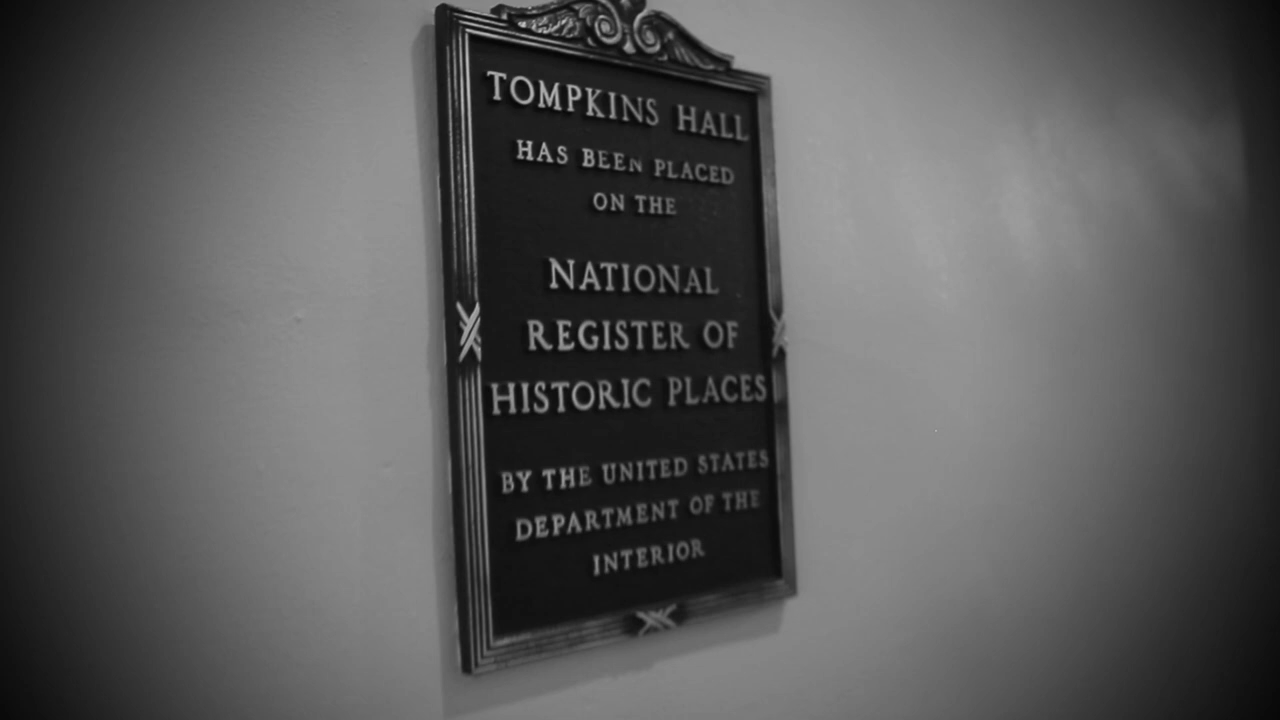 TOMPKINS HALL
HAS BEEN PLACED
ON THE
NATIONAL
REGISTER OF
HISTORIC PLACES
BY THE UNITED STATES
DEPARTMENT OF THE
INTERIOR